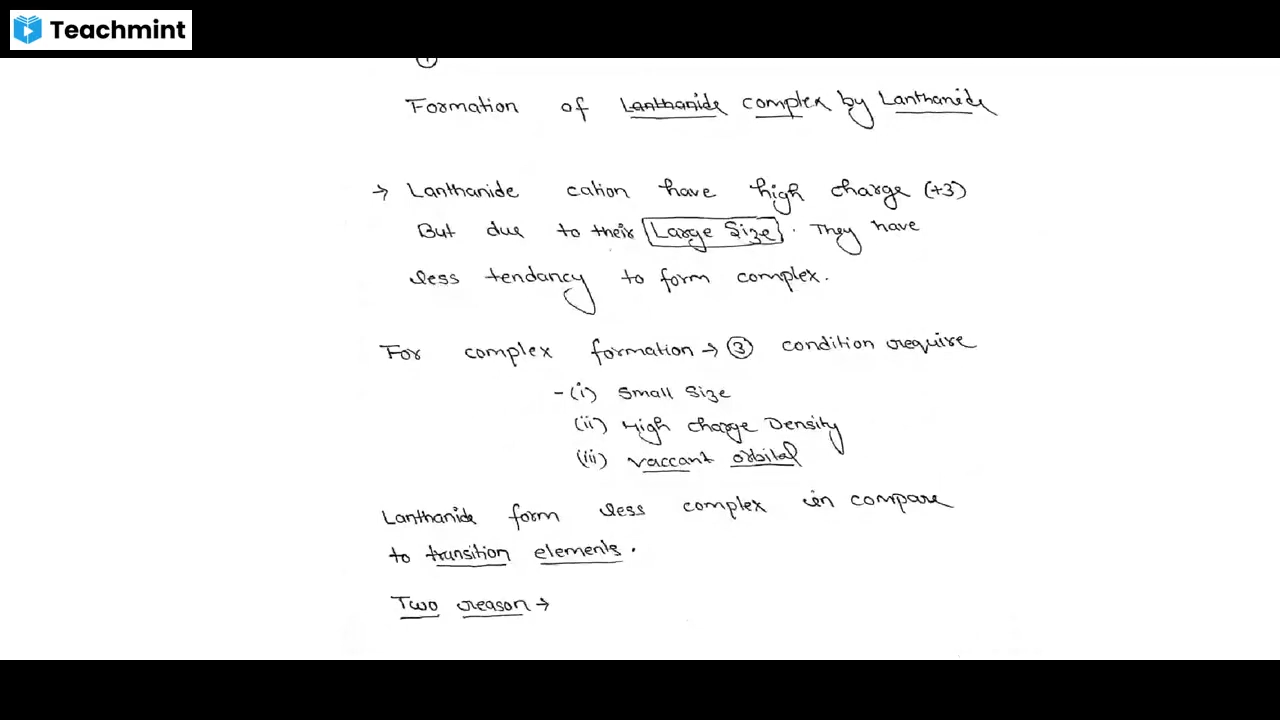 Teachmint
Formation of Lanthanide complex by Lanthanide
→ Lanthanide cation have high charge (+3)
But due to their Large Size. They have
less tendancy to form complex.
For complex formation → ③ condition require
- (i) Small Size
(ii) High charge Density
(iii) vaccant orbital
Lanthanide form less complex in compare
to transition elements.
Two reason →